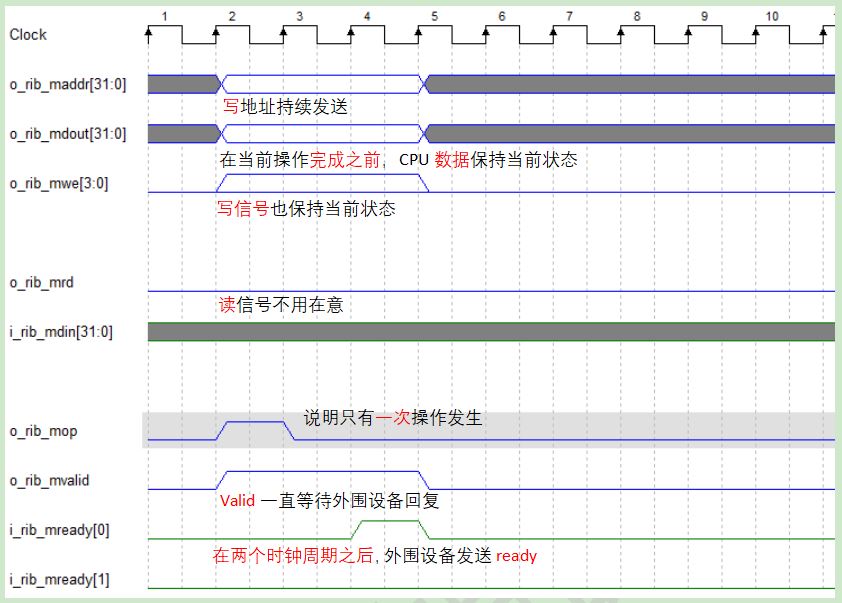 1 2 3 4 5 6 7 8 9 10
Clock
o_rib_maddr[31:0]
写地址持续发送
o_rib_mdout[31:0]
在当前操作完成之前，CPU 数据保持当前状态
o_rib_mwe[3:0]
写信号也保持当前状态
o_rib_mrd
读信号不用在意
i_rib_mdin[31:0]
说明只有一次操作发生
o_rib_mop
o_rib_mvalid
Valid 一直等待外围设备回复
i_rib_mready[0]
在两个时钟周期之后, 外围设备发送 ready
i_rib_mready[1]